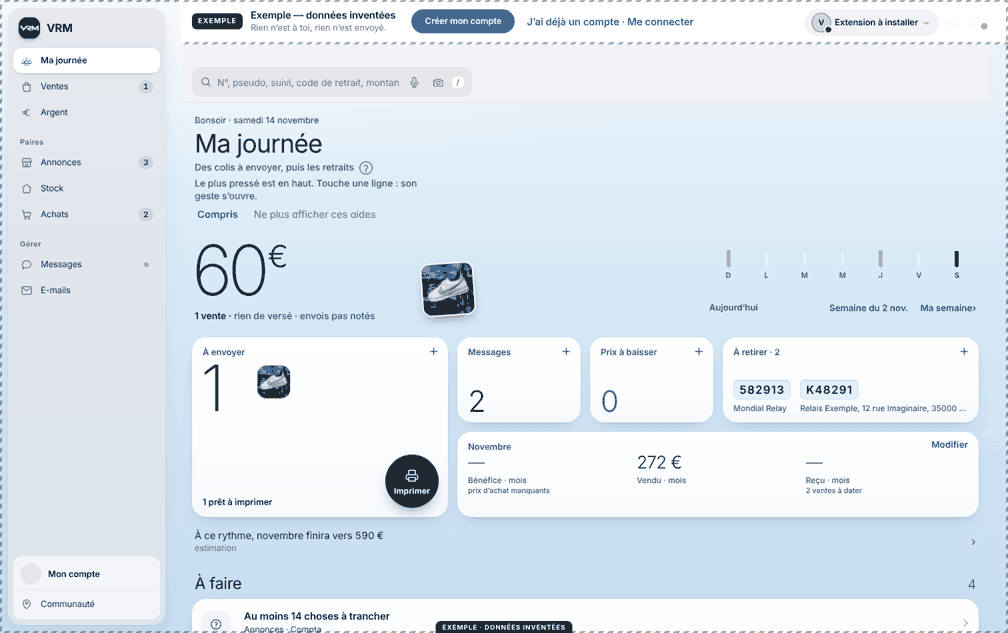 VRM
VRM
Ma journée
Ventes 1
Argent
Paires
Annonces 3
Stock
Achats 2
Gérer
Messages
E-mails
Mon compte
Communauté
EXEMPLE
Exemple — données inventées
Rien n'est à toi, rien n'est envoyé.
Créer mon compte
J'ai déjà un compte · Me connecter
V
Extension à installer
N°, pseudo, suivi, code de retrait, montan
/
Bonsoir · samedi 14 novembre
Ma journée
Des colis à envoyer, puis les retraits ?
Le plus pressé est en haut. Touche une ligne : son
geste s'ouvre.
Compris Ne plus afficher ces aides
60€
1 vente · rien de versé · envois pas notés
D L M M J V S
Aujourd'hui Semaine du 2 nov. Ma semaine›
À envoyer +
1
Imprimer
1 prêt à imprimer
Messages +
2
Prix à baisser +
0
À retirer · 2 +
582913 K48291
Mondial Relay Relais Exemple, 12 rue Imaginaire, 35000 ...
Novembre Modifier
— 272 € —
Bénéfice · mois Vendu · mois Reçu · mois
prix d'achat manquants 2 ventes à dater
À ce rythme, novembre finira vers 590 €
estimation
À faire 4
Au moins 14 choses à trancher
Annonces · Compta
EXEMPLE · DONNÉES INVENTÉES